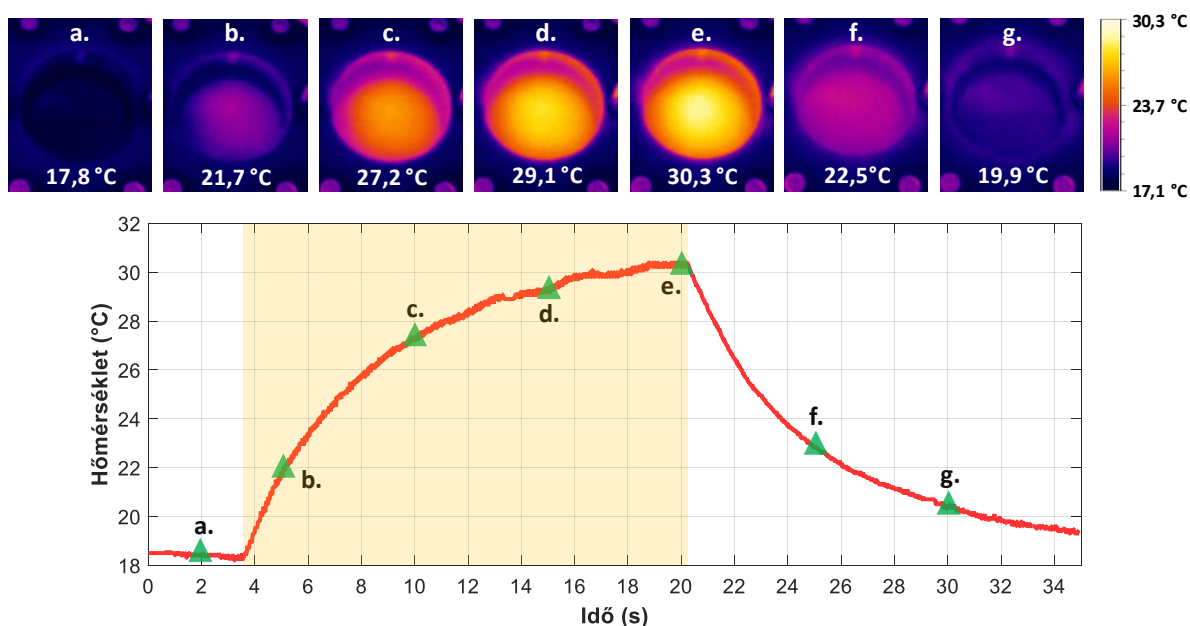 a. b. c. d. e. f. g.
17,8 °C 21,7 °C 27,2 °C 29,1 °C 30,3 °C 22,5 °C 19,9 °C
30,3 °C
23,7 °C
17,1 °C
Hőmérséklet (°C)
32
30
28
26
24
22
20
18
a.
b.
c.
d.
e.
f.
g.
0 2 4 6 8 10 12 14 16 18 20 22 24 26 28 30 32 34
Idő (s)